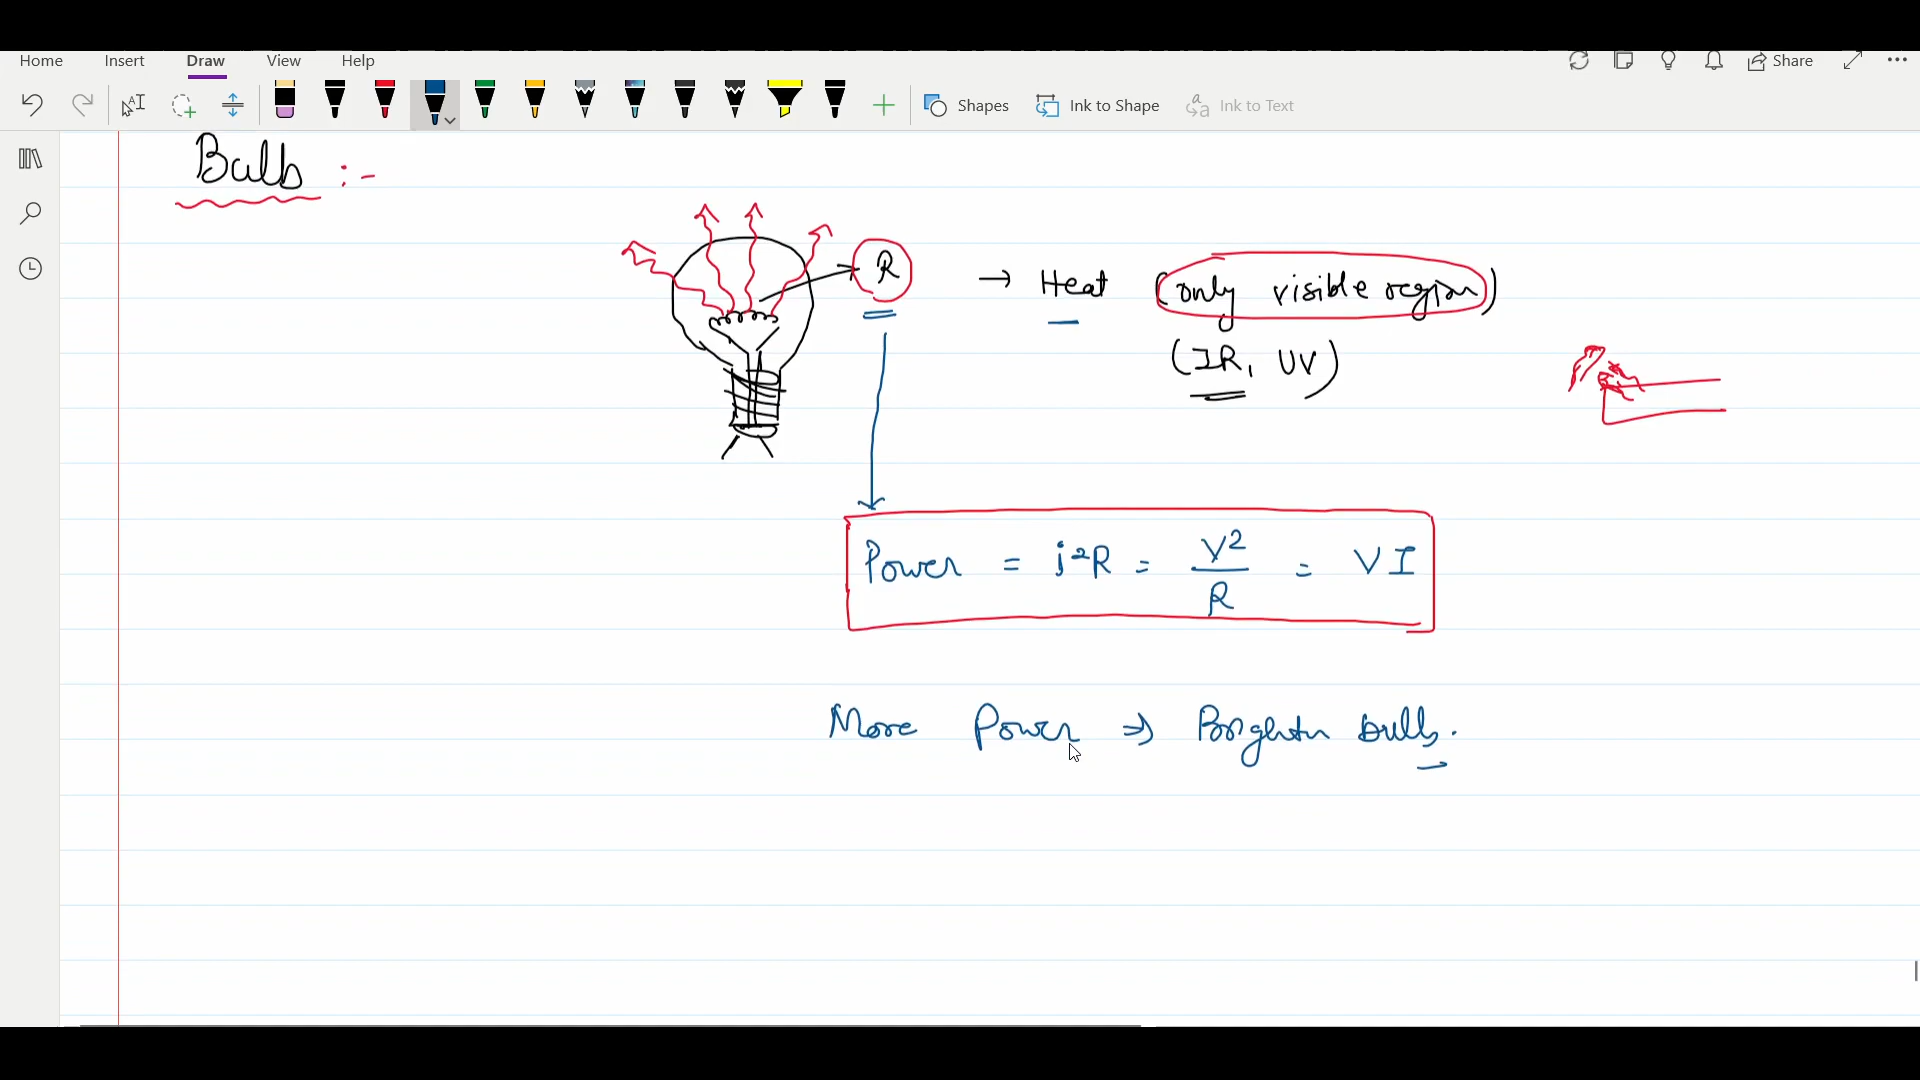 Home Insert Draw View Help Share
Shapes Ink to Shape Ink to Text
Bulb :-
R → Heat (only visible region)
(IR, UV)
Power = i²R = V²/R = VI
More Power ⇒ Brighter bulb.